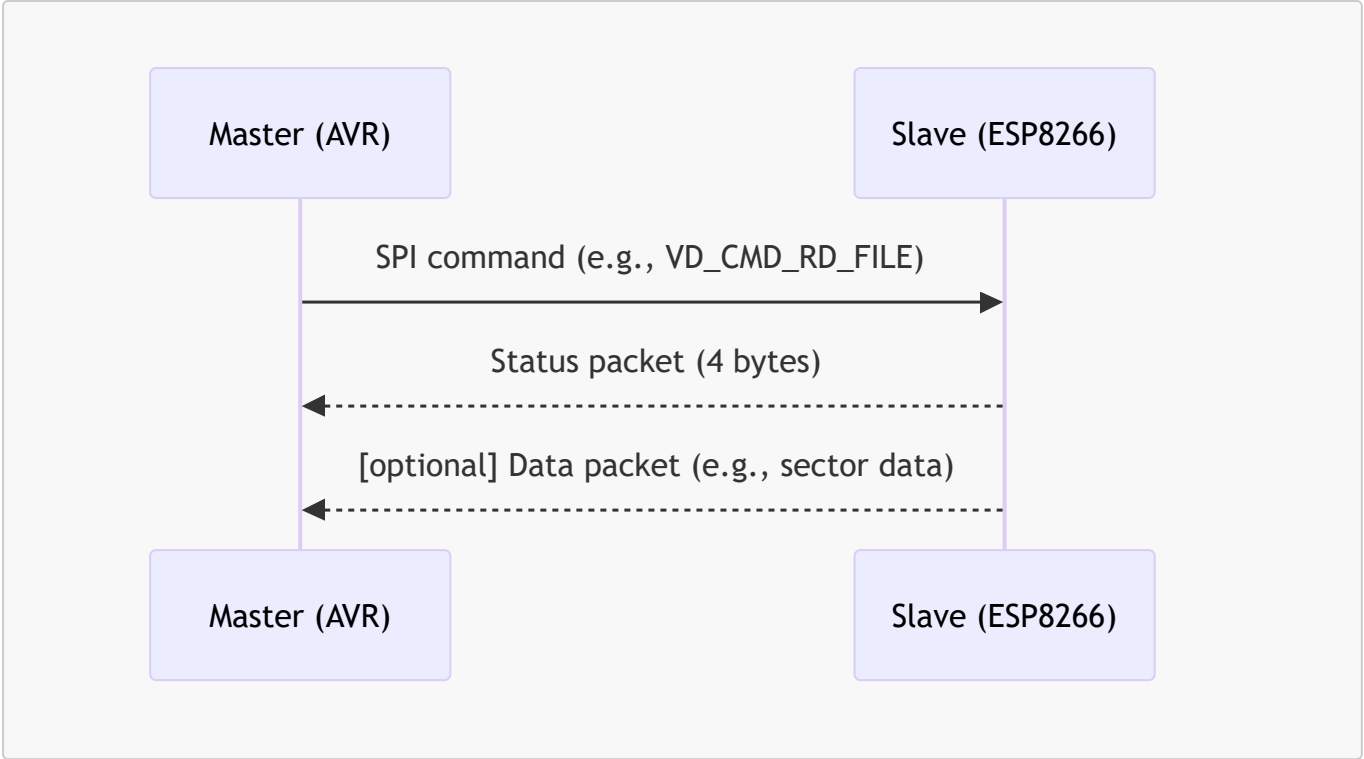 Master (AVR)
Slave (ESP8266)
SPI command (e.g., VD_CMD_RD_FILE)
Status packet (4 bytes)
[optional] Data packet (e.g., sector data)
Master (AVR)
Slave (ESP8266)